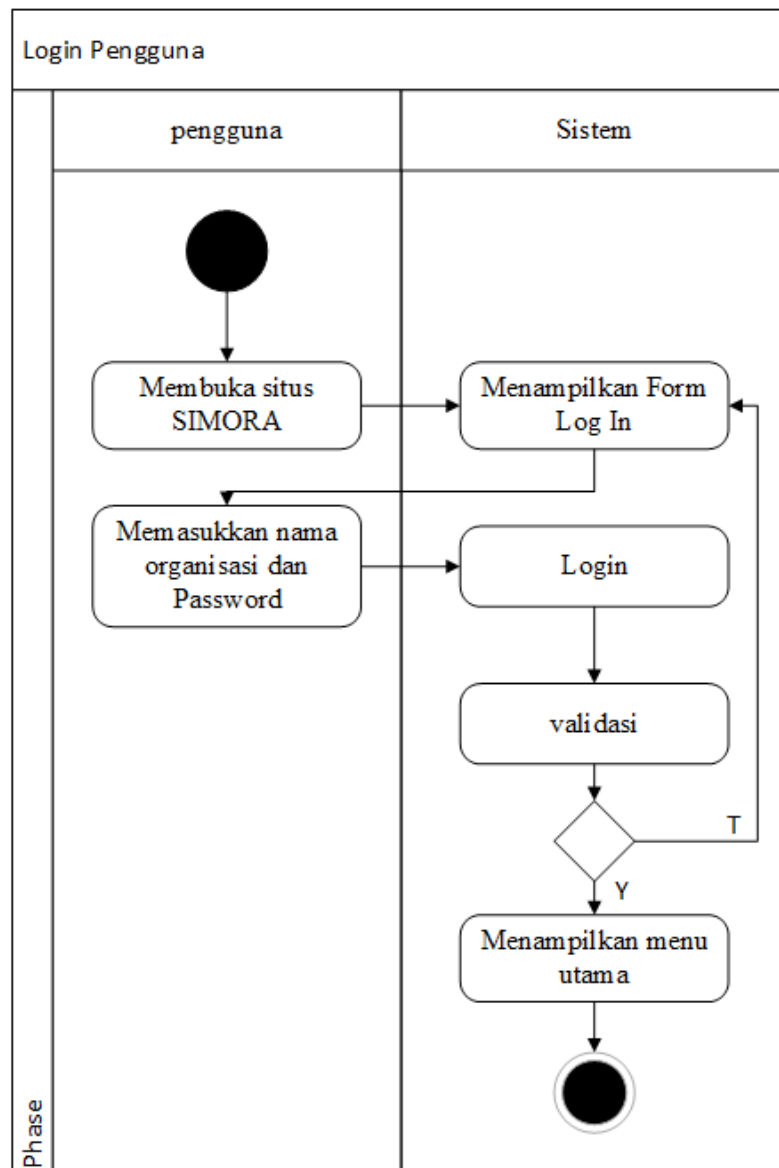 Login Pengguna
pengguna
Sistem
Membuka situs
SIMORA
Menampilkan Form
Log In
Memasukkan nama
organisasi dan
Password
Login
validasi
T
Y
Menampilkan menu
utama
Phase